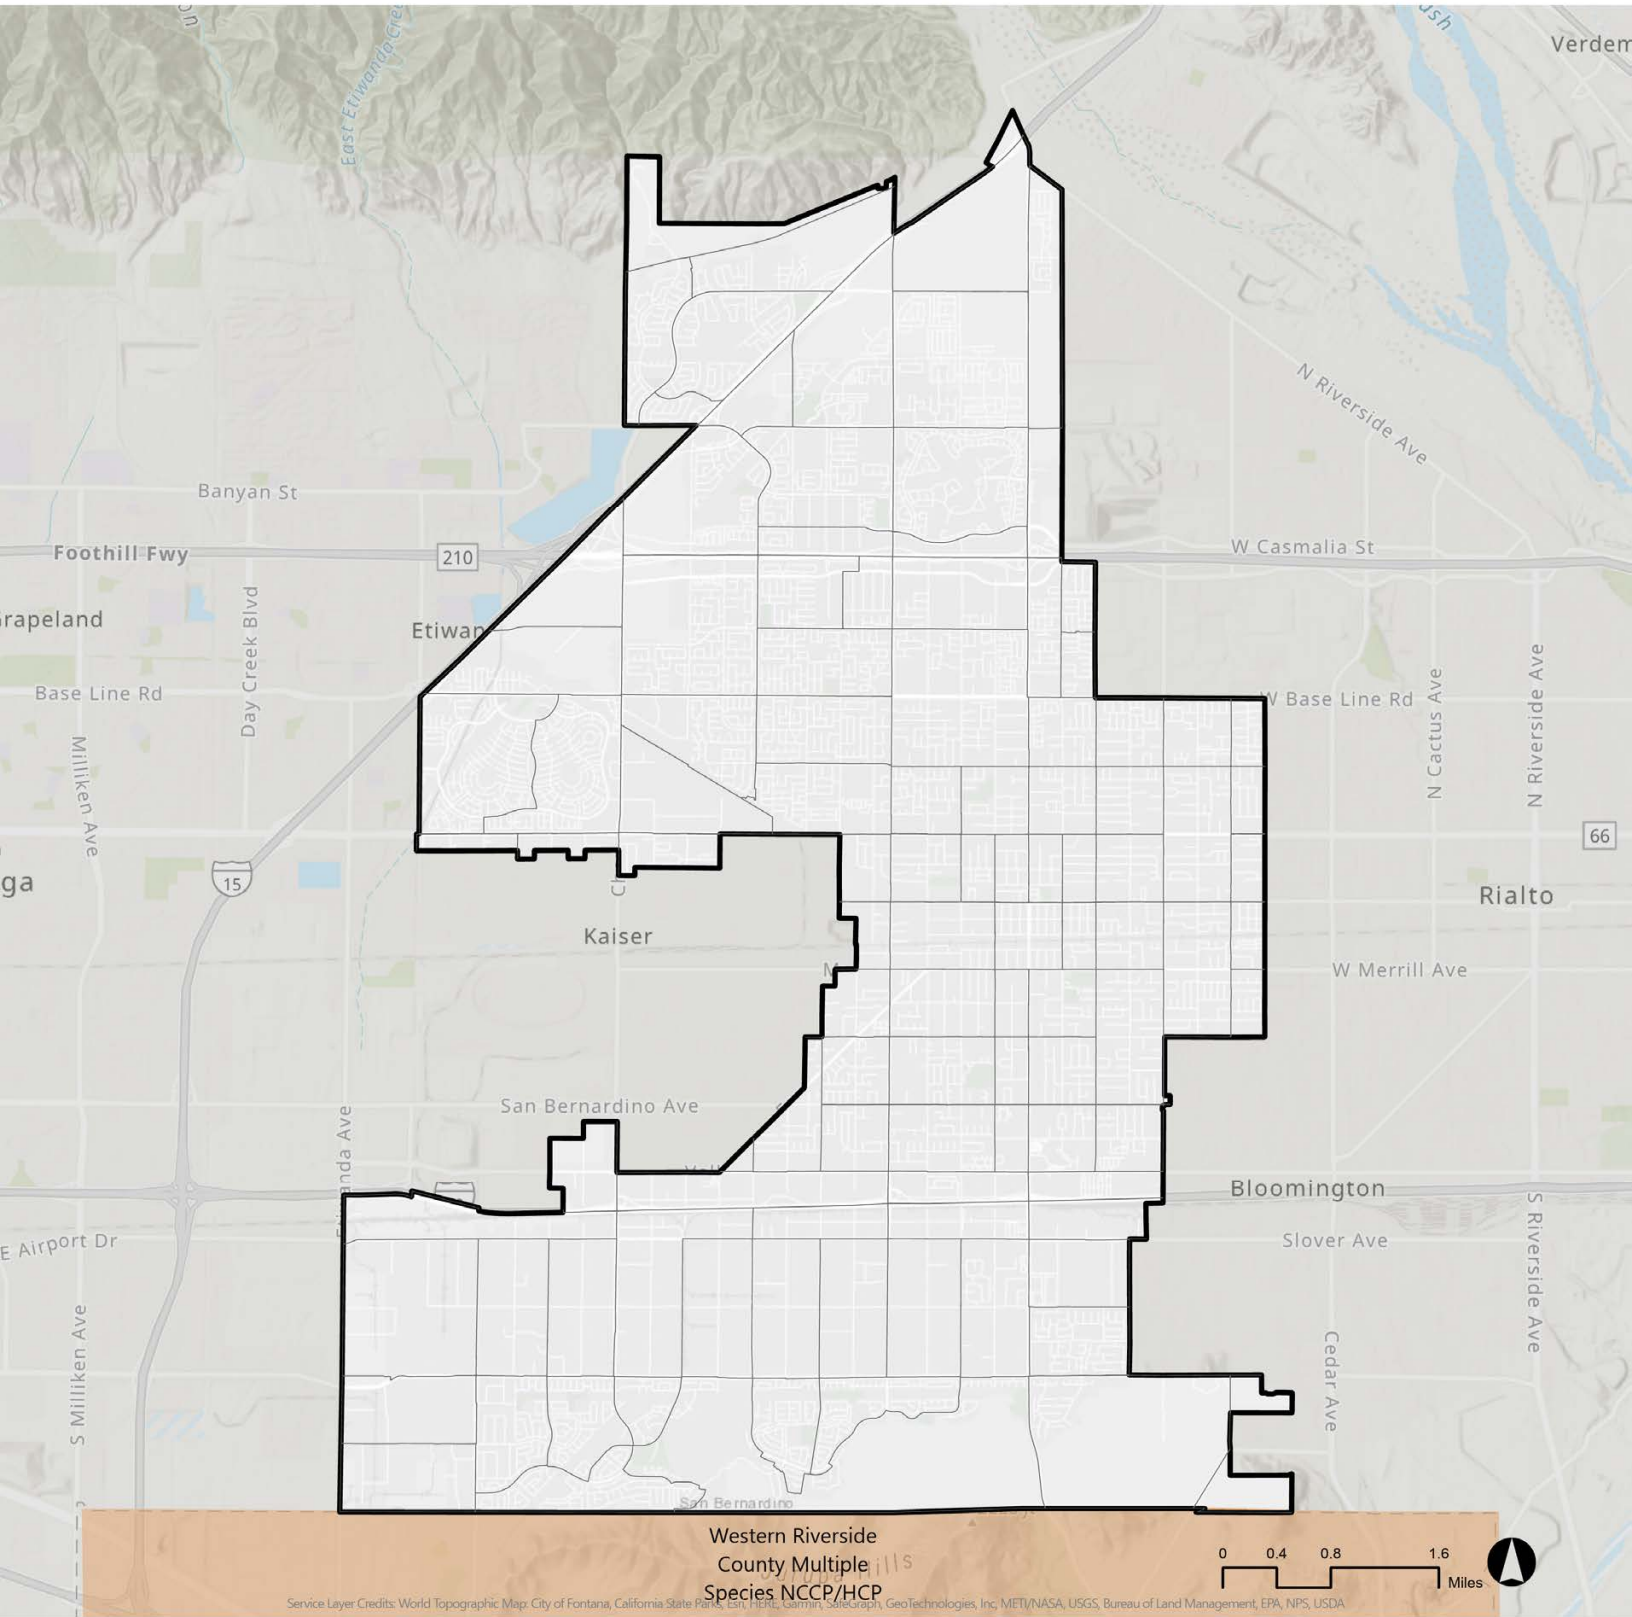 East Etiwanda Cree
Verdem
N Riverside Ave
Banyan St
W Casmalia St
Foothill Fwy
210
Day Creek Blvd
rapeland
Etiwan
N Riverside Ave
N Cactus Ave
Base Line Rd
W Base Line Rd
Milliken Ave
66
15
ga
Rialto
Kaiser
W Merrill Ave
San Bernardino Ave
Bloomington
E Airport Dr
Slover Ave
S Riverside Ave
S Milliken Ave
Cedar Ave
San Bernardino
Western Riverside
County Multiple
Species NCCP/HCP
0 0.4 0.8 1.6
Miles
Service Layer Credits: World Topographic Map: City of Fontana, California State Parks, Esri, HERE, Garmin, SafeGraph, GeoTechnologies, Inc, METI/NASA, USGS, Bureau of Land Management, EPA, NPS, USDA